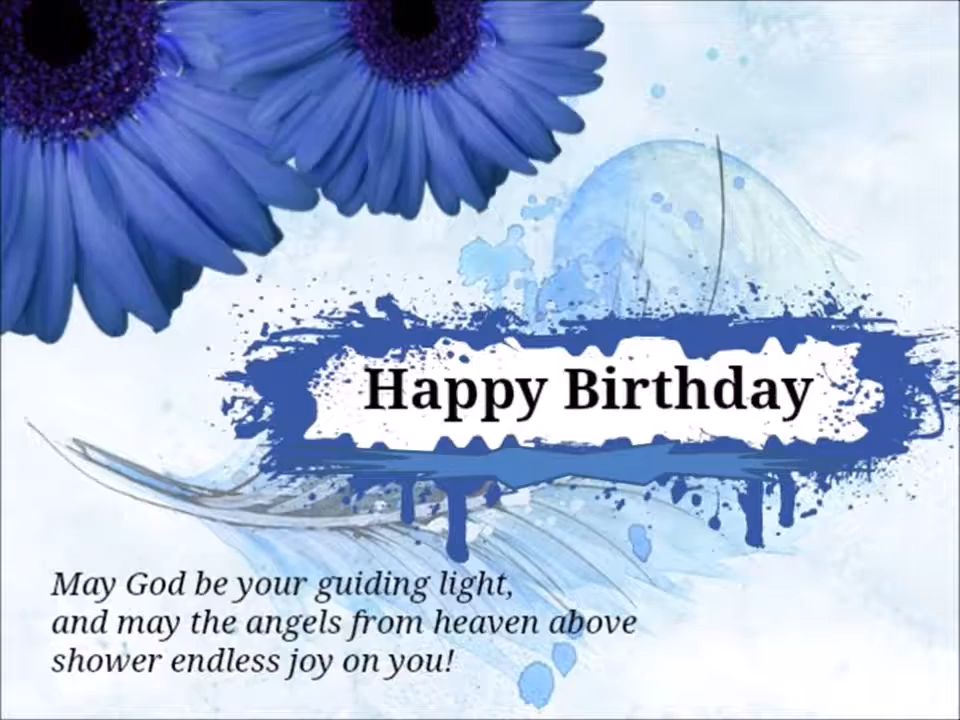 Happy Birthday
May God be your guiding light,
and may the angels from heaven above
shower endless joy on you!